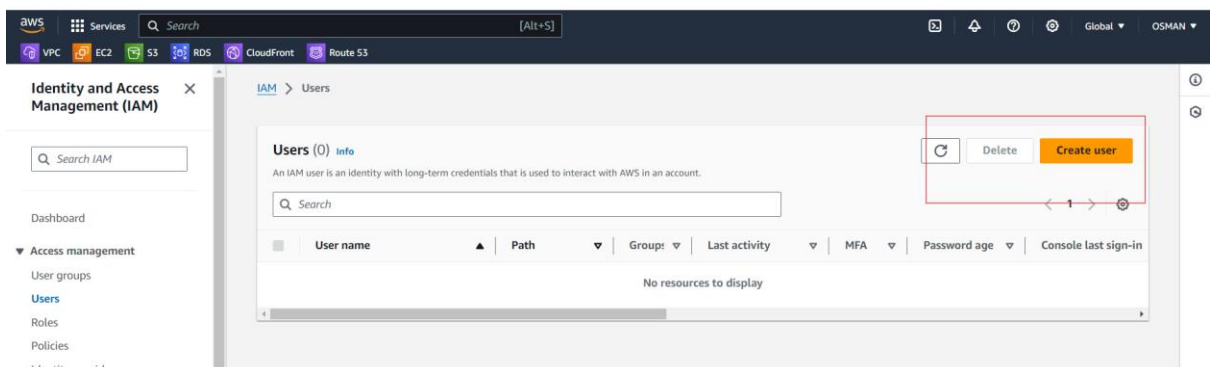 aws Services Search [Alt+S] Global ▼ OSMAN ▼
VPC EC2 S3 RDS CloudFront Route 53
Identity and Access
Management (IAM)
Search IAM
Dashboard
▼ Access management
User groups
Users
Roles
Policies
IAM > Users
Users (0) Info
Delete
Create user
An IAM user is an identity with long-term credentials that is used to interact with AWS in an account.
Search
< 1 >
User name ▲ Path ▽ Group: ▽ Last activity ▽ MFA ▽ Password age ▽ Console last sign-in
No resources to display